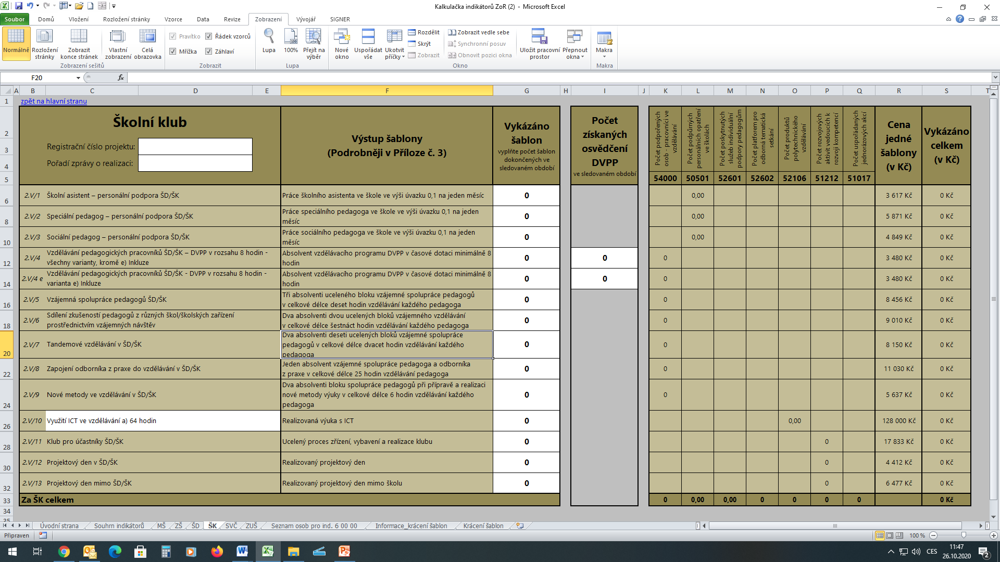 Kalkulačka indikátorů ZoR (2) - Microsoft Excel
Soubor Domů Vložení Rozložení stránky Vzorce Data Revize Zobrazení Vývojář SIGNER
Normálně
Rozložení stránky
Zobrazit konce stránek
Vlastní zobrazení
Celá obrazovka
Zobrazení sešitů
Pravítko Řádek vzorců
Mřížka Záhlaví
Zobrazit
Lupa
100%
Přejít na výběr
Lupa
Nové okno
Uspořádat vše
Ukotvit příčky
Rozdělit
Skrýt
Zobrazit
Zobrazit vedle sebe
Synchronní posuv
Obnovit pozici okna
Uložit pracovní prostor
Přepnout okna
Okno
Makra
Makra
F20
fx
A B C D E F G H I J K L M N O P Q R S T
1 zpět na hlavní stranu
2 Školní klub
3 Registrační číslo projektu:
4 Pořadí zprávy o realizaci:
5
Výstup šablony
(Podrobněji v Příloze č. 3)
Vykázáno
šablon
vyplňte počet šablon
dokončených ve
sledovaném období
Počet
získaných
osvědčení
DVPP
ve sledovaném období
Počet podpořených osob - pracovníci ve vzdělávání
Počet podpůrných personálních opatření ve školách
Počet poskytnutých služeb individuální podpory pedagogům
Počet platforem pro odborná tematická setkání
Počet produktů polytechnického vzdělávání
Počet rozvojových aktivit vedoucích k rozvoji kompetencí
Počet uspořádaných jednorázových akcí
54000 50501 52601 52602 52106 51212 51017
Cena
jedné
šablony
(v Kč)
Vykázáno
celkem
(v Kč)
6 2.V/1 Školní asistent – personální podpora ŠD/ŠK Práce školního asistenta ve škole ve výši úvazku 0,1 na jeden měsíc 0 0,00 3 617 Kč 0 Kč
8 2.V/2 Speciální pedagog – personální podpora ŠD/ŠK Práce speciálního pedagoga ve škole ve výši úvazku 0,1 na jeden měsíc 0 0,00 5 871 Kč 0 Kč
10 2.V/3 Sociální pedagog – personální podpora ŠD/ŠK Práce sociálního pedagoga ve škole ve výši úvazku 0,1 na jeden měsíc 0 0,00 4 849 Kč 0 Kč
12 2.V/4 Vzdělávání pedagogických pracovníků ŠD/ŠK – DVPP v rozsahu 8 hodin - všechny varianty, kromě e) Inkluze Absolvent vzdělávacího programu DVPP v časové dotaci minimálně 8 hodin 0 0 0 3 480 Kč 0 Kč
14 2.V/4 e Vzdělávání pedagogických pracovníků ŠD/ŠK - DVPP v rozsahu 8 hodin - varianta e) Inkluze Absolvent vzdělávacího programu DVPP v časové dotaci minimálně 8 hodin 0 0 0 3 480 Kč 0 Kč
16 2.V/5 Vzájemná spolupráce pedagogů ŠD/ŠK Tři absolventi uceleného bloku vzájemné spolupráce pedagogů v celkové délce deset hodin vzdělávání každého pedagoga 0 0 8 456 Kč 0 Kč
18 2.V/6 Sdílení zkušeností pedagogů z různých škol/školských zařízení prostřednictvím vzájemných návštěv Dva absolventi dvou ucelených bloků vzájemného vzdělávání v celkové délce šestnáct hodin vzdělávání každého pedagoga 0 0 9 010 Kč 0 Kč
20 2.V/7 Tandemové vzdělávání v ŠD/ŠK Dva absolventi deseti ucelených bloků vzájemné spolupráce pedagogů v celkové délce dvacet hodin vzdělávání každého pedagoga 0 0 8 150 Kč 0 Kč
22 2.V/8 Zapojení odborníka z praxe do vzdělávání v ŠD/ŠK Jeden absolvent vzájemné spolupráce pedagoga a odborníka z praxe v celkové délce 25 hodin vzdělávání pedagoga 0 0 11 030 Kč 0 Kč
24 2.V/9 Nové metody ve vzdělávání v ŠD/ŠK Dva absolventi bloku spolupráce pedagogů při přípravě a realizaci nové metody výuky v celkové délce 6 hodin vzdělávání každého pedagoga 0 0 5 637 Kč 0 Kč
26 2.V/10 Využití ICT ve vzdělávání a) 64 hodin Realizovaná výuka s ICT 0 0,00 128 000 Kč 0 Kč
28 2.V/11 Klub pro účastníky ŠD/ŠK Ucelený proces zřízení, vybavení a realizace klubu 0 0 17 833 Kč 0 Kč
30 2.V/12 Projektový den v ŠD/ŠK Realizovaný projektový den 0 0 4 412 Kč 0 Kč
32 2.V/13 Projektový den mimo ŠD/ŠK Realizovaný projektový den mimo školu 0 0 6 477 Kč 0 Kč
33 Za ŠK celkem 0 0,00 0,00 0 0 0 0 0 Kč
34
35
Úvodní strana Souhrn indikátorů MŠ ZŠ ŠD ŠK SVČ ZUŠ Seznam osob pro ind. 6 00 00 Informace_krácení šablon Krácení šablon
Připraven 100 %
CES 11:47
26.10.2020 2